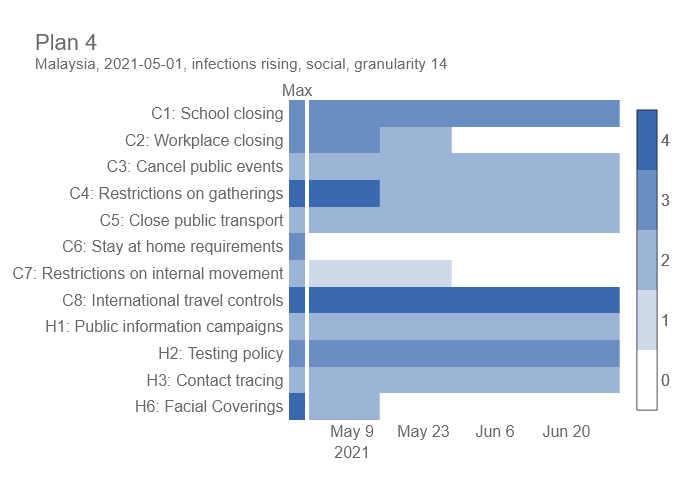 Plan 4
Malaysia, 2021-05-01, infections rising, social, granularity 14
Max
C1: School closing
C2: Workplace closing
C3: Cancel public events
C4: Restrictions on gatherings
C5: Close public transport
C6: Stay at home requirements
C7: Restrictions on internal movement
C8: International travel controls
H1: Public information campaigns
H2: Testing policy
H3: Contact tracing
H6: Facial Coverings
May 9 May 23 Jun 6 Jun 20
2021
4
3
2
1
0